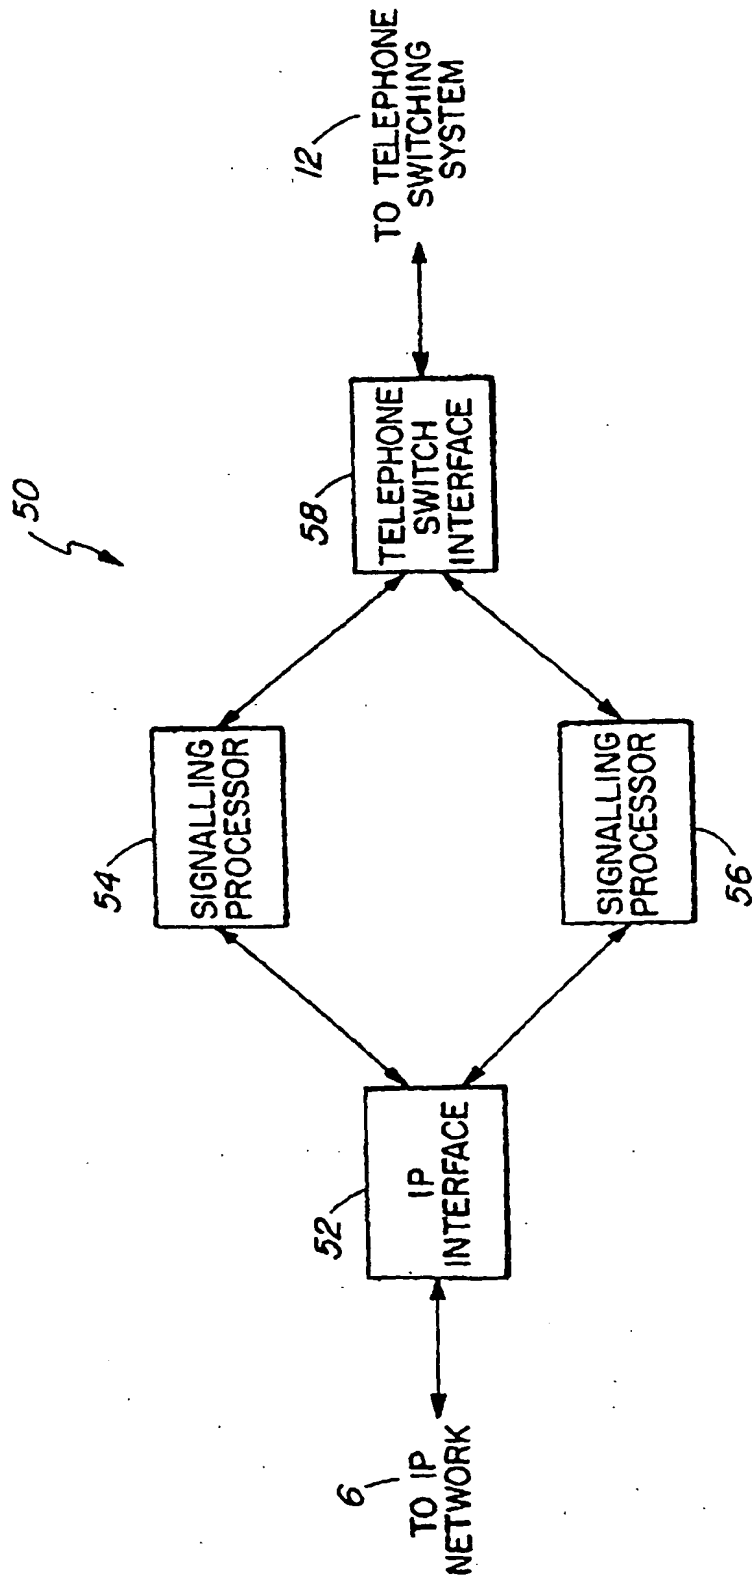 50
54
SIGNALLING
PROCESSOR
6
TO IP
NETWORK
52
IP
INTERFACE
58
TELEPHONE
SWITCH
INTERFACE
12
TO TELEPHONE
SWITCHING
SYSTEM
SIGNALLING
PROCESSOR
56